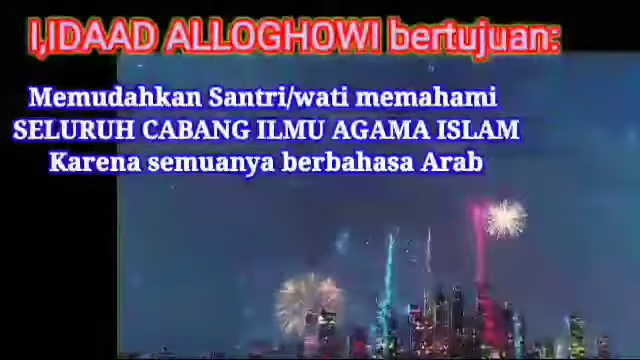 I,IDAAD ALLOGHOWI bertujuan:
Memudahkan Santri/wati memahami
SELURUH CABANG ILMU AGAMA ISLAM
Karena semuanya berbahasa Arab